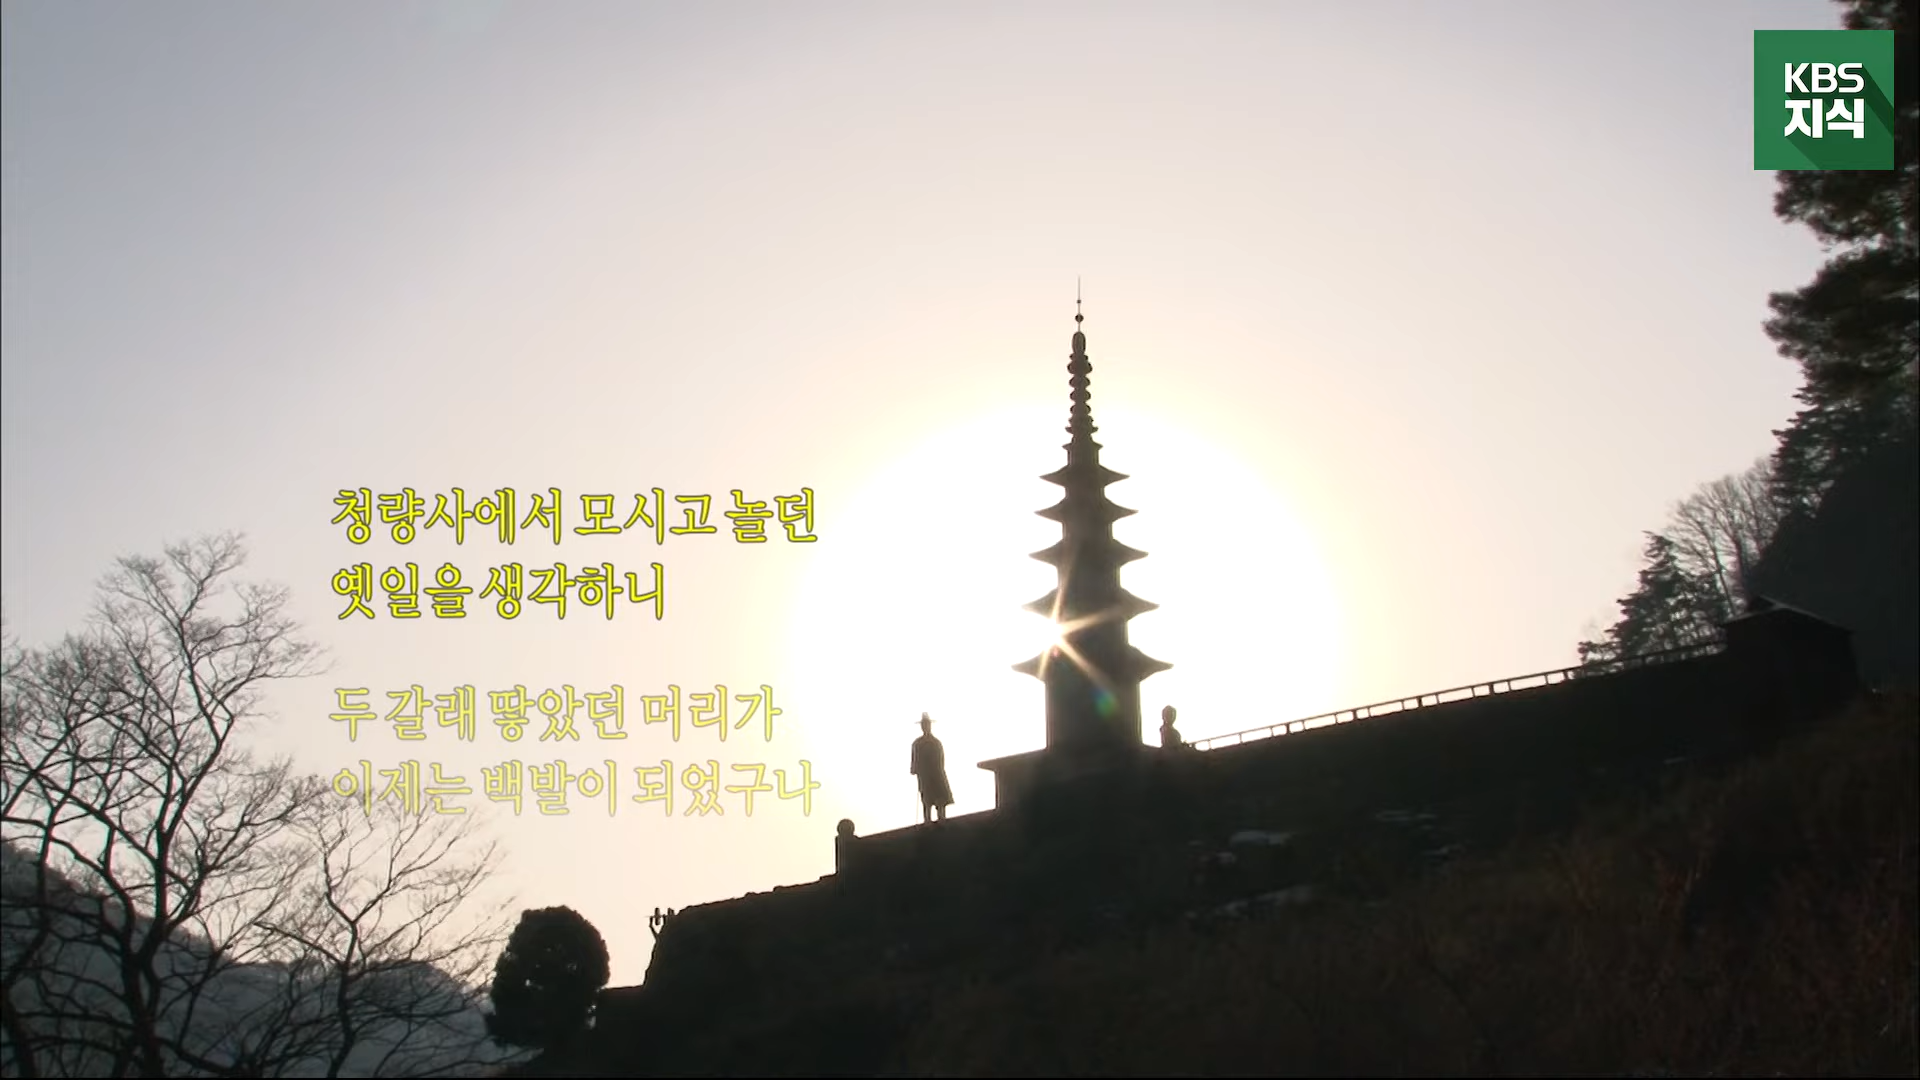 KBS
지식
청량사에서 모시고 놀던
옛일을 생각하니
두 갈래 땋았던 머리가
이제는 백발이 되었구나